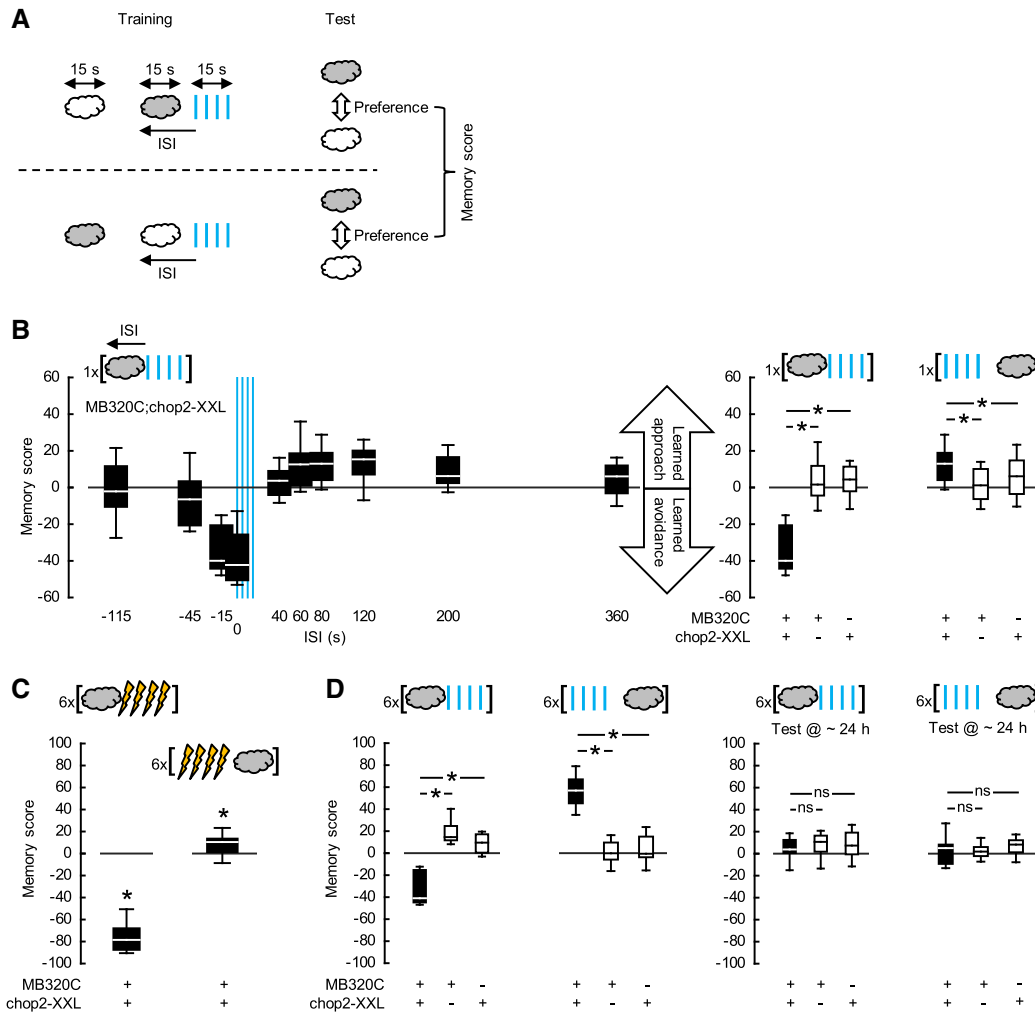 A
Training
Test
15 s
15 s
15 s
ISI
Preference
ISI
Preference
Memory score
B
ISI
1x[ ]
MB320C;chop2-XXL
Memory score
60
40
20
0
-20
-40
-60
-115
-45
-15
0
40
60
80
120
200
360
ISI (s)
Learned approach
Learned avoidance
1x[ ]
1x[ ]
60
40
20
0
-20
-40
-60
*
*
*
*
MB320C + + - + + -
chop2-XXL + - + + - +
C
6x[ ]
6x[ ]
Memory score
100
80
60
40
20
0
-20
-40
-60
-80
-100
*
*
MB320C + +
chop2-XXL + +
D
6x[ ]
6x[ ]
Memory score
100
80
60
40
20
0
-20
-40
-60
-80
-100
*
*
*
*
MB320C + + - + + -
chop2-XXL + - + + - +
6x[ ]
Test @ ~ 24 h
6x[ ]
Test @ ~ 24 h
100
80
60
40
20
0
-20
-40
-60
-80
-100
ns
ns
ns
ns
+ + - + + -
+ - + + - +